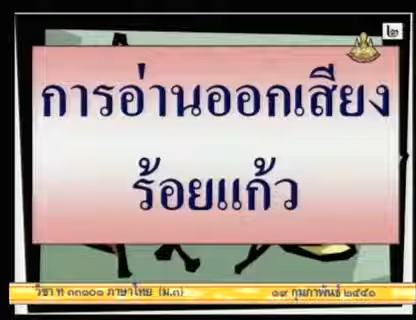 ๒
การอ่านออกเสียง
ร้อยแก้ว
วิชา ท ๓๓๑๐๑ ภาษาไทย (ม.๓)
๑๙ กุมภาพันธ์ ๒๕๕๑